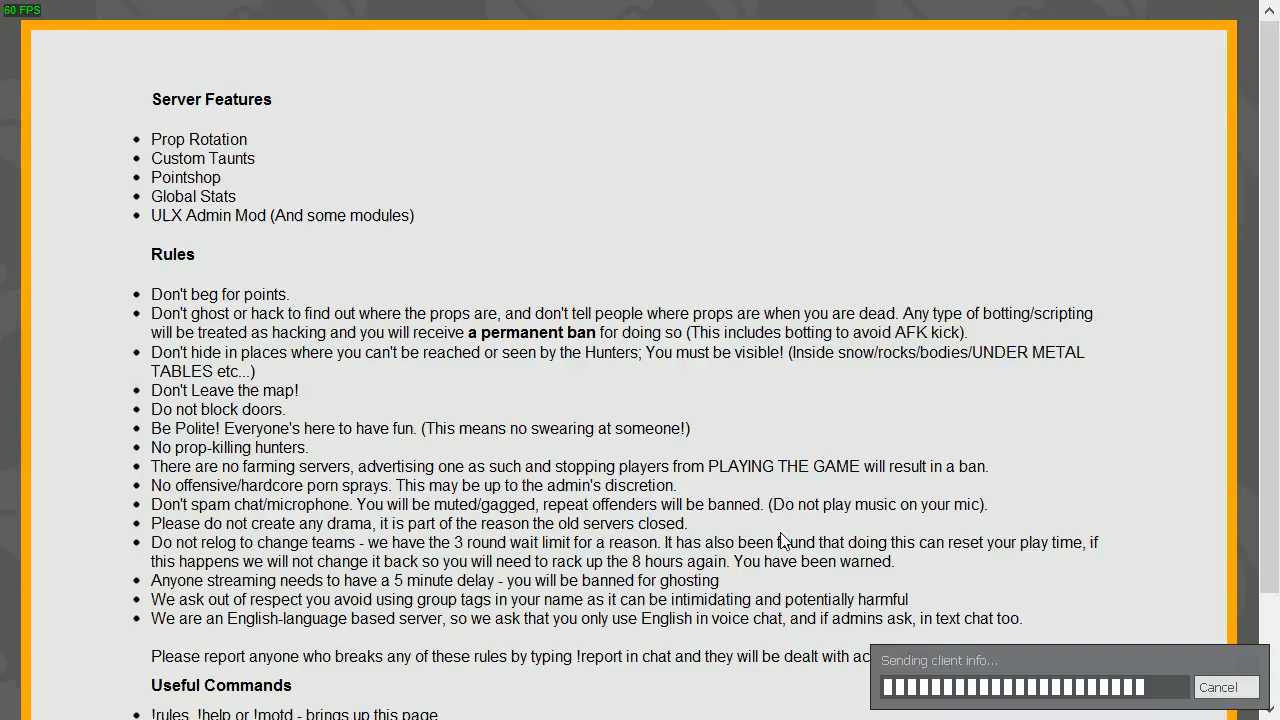 60 FPS
Server Features
Prop Rotation
Custom Taunts
Pointshop
Global Stats
ULX Admin Mod (And some modules)
Rules
Don't beg for points.
Don't ghost or hack to find out where the props are, and don't tell people where props are when you are dead. Any type of botting/scripting
will be treated as hacking and you will receive a permanent ban for doing so (This includes botting to avoid AFK kick).
Don't hide in places where you can't be reached or seen by the Hunters; You must be visible! (Inside snow/rocks/bodies/UNDER METAL
TABLES etc...)
Don't Leave the map!
Do not block doors.
Be Polite! Everyone's here to have fun. (This means no swearing at someone!)
No prop-killing hunters.
There are no farming servers, advertising one as such and stopping players from PLAYING THE GAME will result in a ban.
No offensive/hardcore porn sprays. This may be up to the admin's discretion.
Don't spam chat/microphone. You will be muted/gagged, repeat offenders will be banned. (Do not play music on your mic).
Please do not create any drama, it is part of the reason the old servers closed.
Do not relog to change teams - we have the 3 round wait limit for a reason. It has also been found that doing this can reset your play time, if
this happens we will not change it back so you will need to rack up the 8 hours again. You have been warned.
Anyone streaming needs to have a 5 minute delay - you will be banned for ghosting
We ask out of respect you avoid using group tags in your name as it can be intimidating and potentially harmful
We are an English-language based server, so we ask that you only use English in voice chat, and if admins ask, in text chat too.
Please report anyone who breaks any of these rules by typing !report in chat and they will be dealt with ac
Sending client info...
Cancel
Useful Commands
!rules, !help or !motd - brings up this page